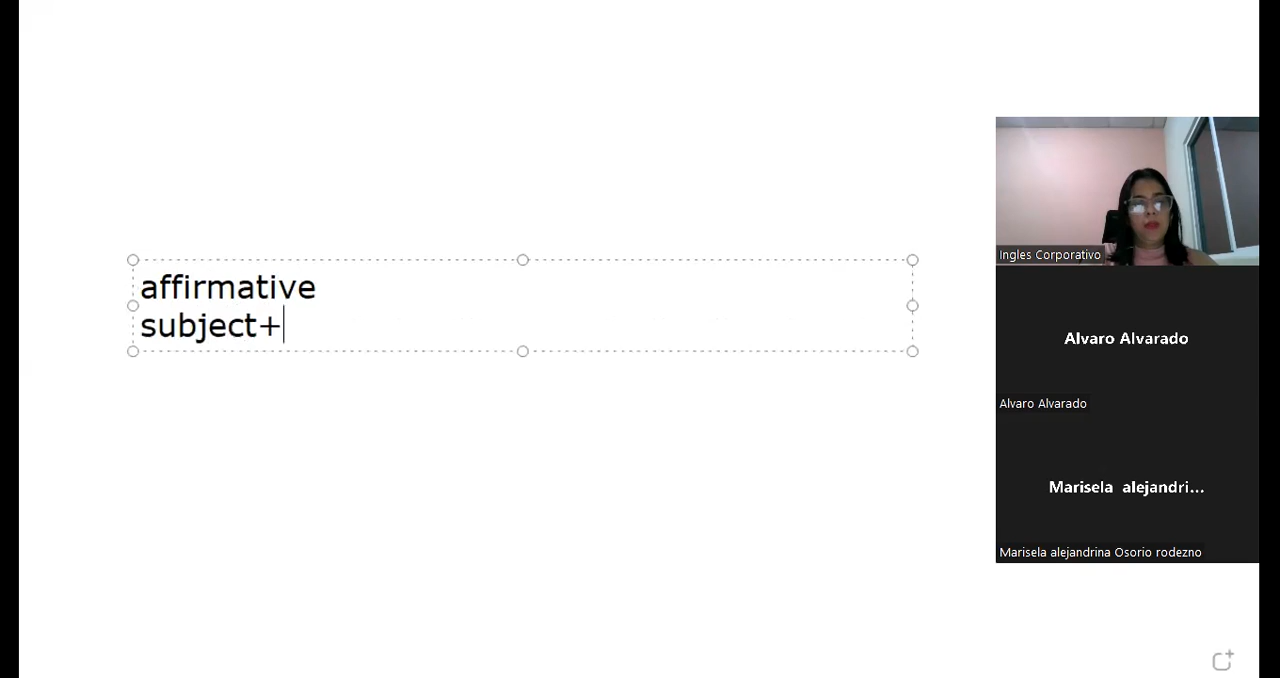 affirmative
subject+
Ingles Corporativo
Alvaro Alvarado
Alvaro Alvarado
Marisela alejandri...
Marisela alejandrina Osorio rodezno